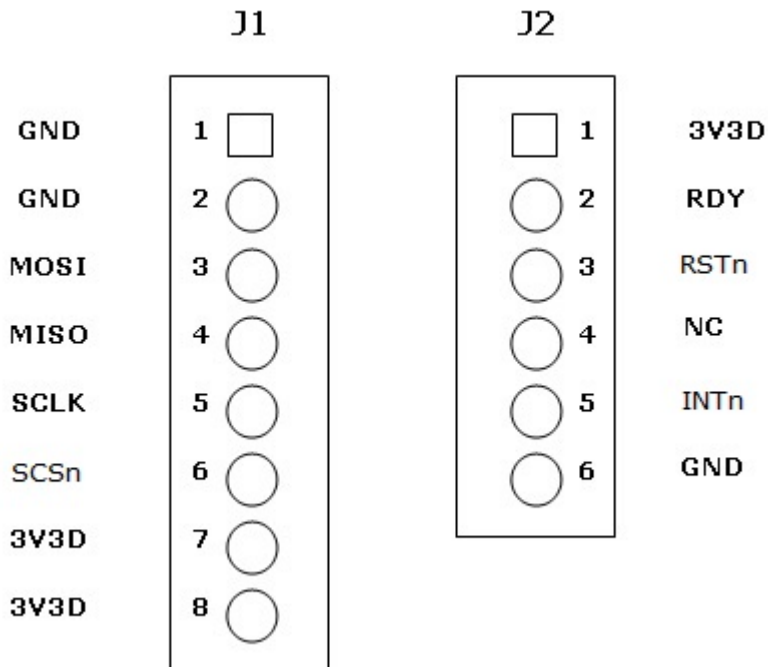 J1 J2
GND 1 1 3V3D
GND 2 2 RDY
MOSI 3 3 RSTn
MISO 4 4 NC
SCLK 5 5 INTn
SCSn 6 6 GND
3V3D 7
3V3D 8